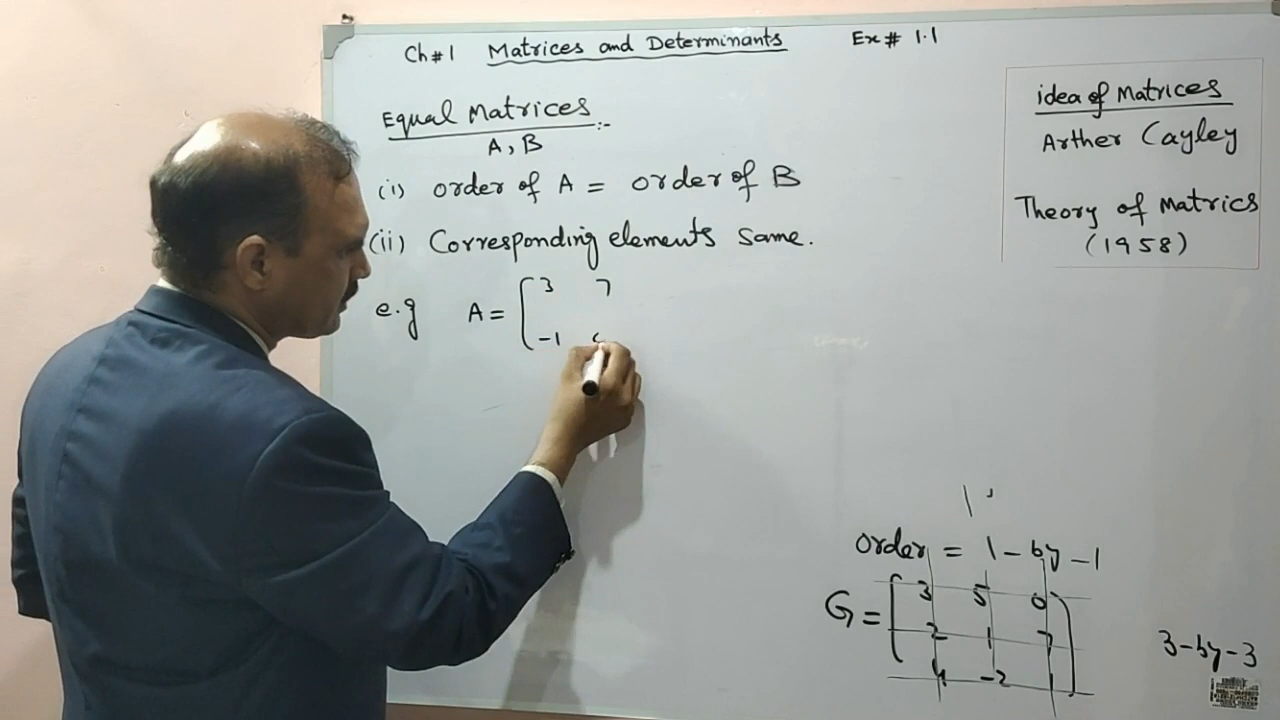 Ch#1 Matrices and Determinants Ex# 1.1
Equal Matrices :-
A, B
(i) order of A = order of B
(ii) Corresponding elements same.
e.g A = [ 3 7
-1
idea of Matrices
Arther Cayley
Theory of Matrics
(1958)
order = 1-by-1
G = [ 3 5 0
2 1 7
4 -2 1 ]
3-by-3